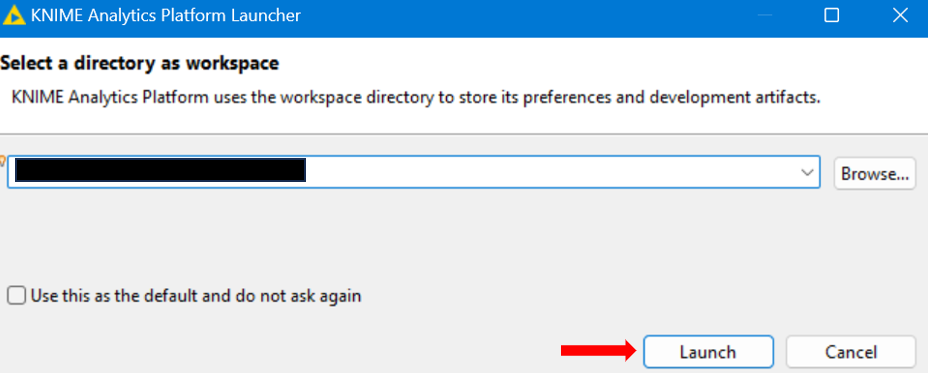 KNIME Analytics Platform Launcher
Select a directory as workspace
KNIME Analytics Platform uses the workspace directory to store its preferences and development artifacts.
Browse...
Use this as the default and do not ask again
Launch
Cancel